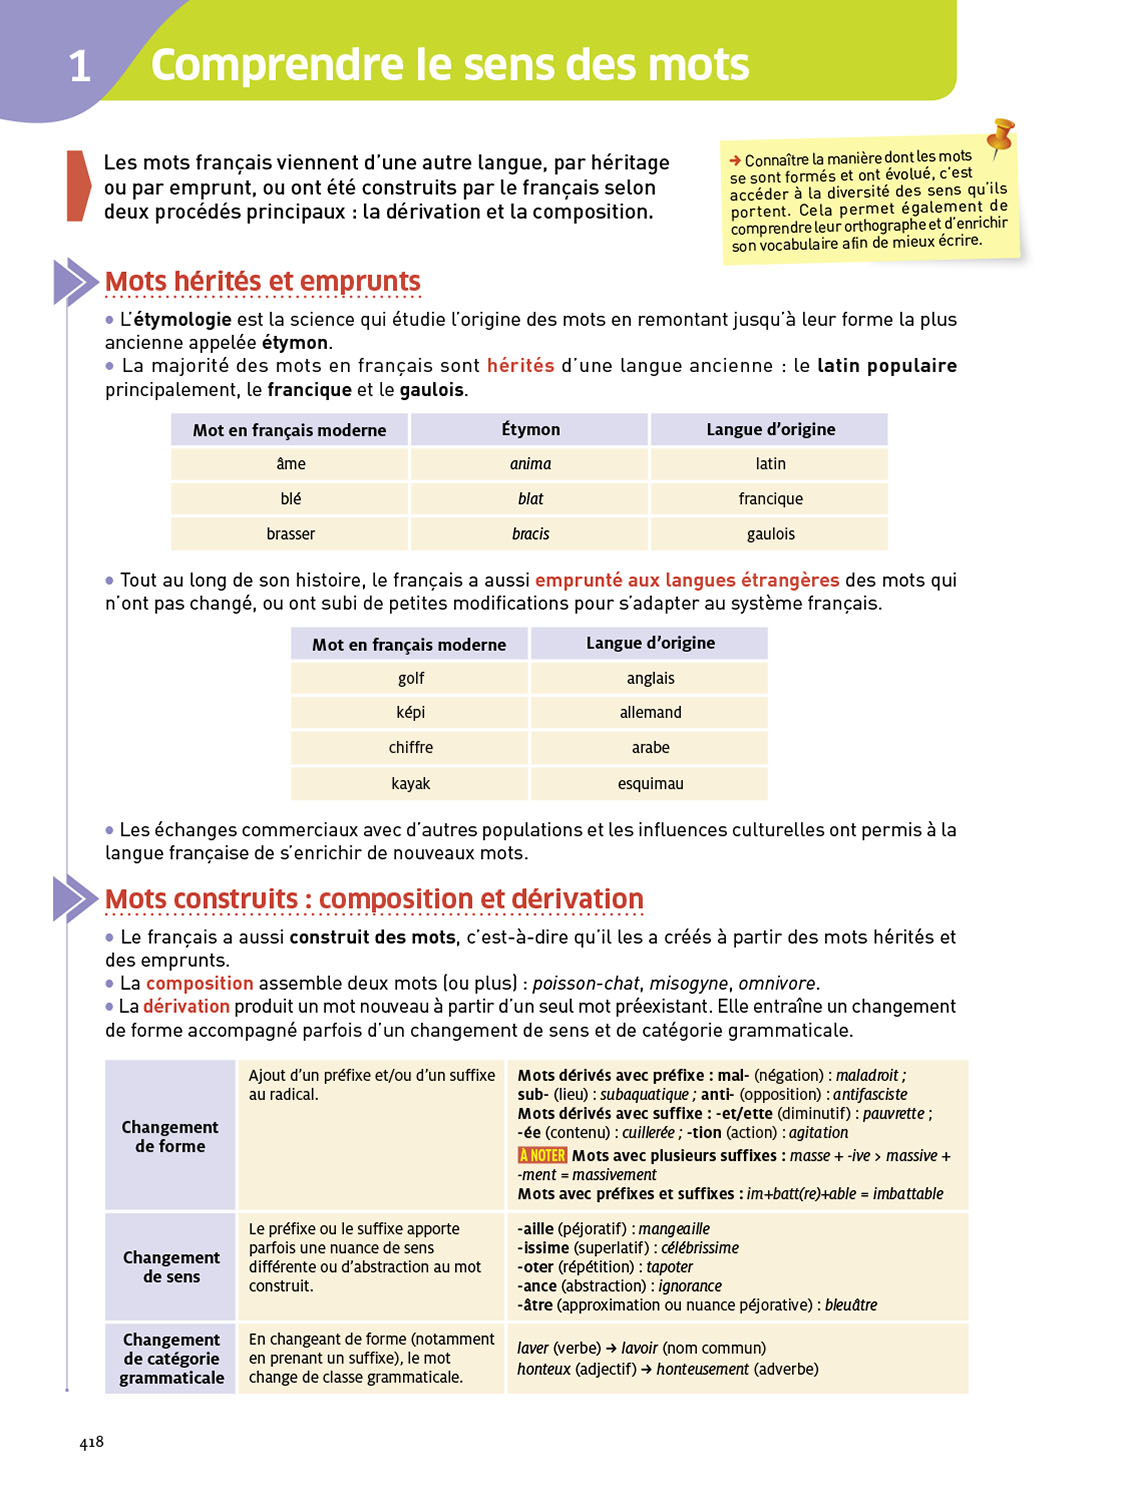 1
Comprendre le sens des mots
Les mots français viennent d'une autre langue, par héritage
ou par emprunt, ou ont été construits par le français selon
deux procédés principaux : la dérivation et la composition.
→ Connaître la manière dont les mots
se sont formés et ont évolué, c'est
accéder à la diversité des sens qu'ils
portent. Cela permet également de
comprendre leur orthographe et d'enrichir
son vocabulaire afin de mieux écrire.
Mots hérités et emprunts
• L'étymologie est la science qui étudie l'origine des mots en remontant jusqu'à leur forme la plus
ancienne appelée étymon.
• La majorité des mots en français sont hérités d'une langue ancienne : le latin populaire
principalement, le francique et le gaulois.
Mot en français moderne Étymon Langue d'origine
âme anima latin
blé blat francique
brasser bracis gaulois
• Tout au long de son histoire, le français a aussi emprunté aux langues étrangères des mots qui
n'ont pas changé, ou ont subi de petites modifications pour s'adapter au système français.
Mot en français moderne Langue d'origine
golf anglais
képi allemand
chiffre arabe
kayak esquimau
• Les échanges commerciaux avec d'autres populations et les influences culturelles ont permis à la
langue française de s'enrichir de nouveaux mots.
Mots construits : composition et dérivation
• Le français a aussi construit des mots, c'est-à-dire qu'il les a créés à partir des mots hérités et
des emprunts.
• La composition assemble deux mots (ou plus) : poisson-chat, misogyne, omnivore.
• La dérivation produit un mot nouveau à partir d'un seul mot préexistant. Elle entraîne un changement
de forme accompagné parfois d'un changement de sens et de catégorie grammaticale.
Changement
de forme
Ajout d'un préfixe et/ou d'un suffixe
au radical.
Mots dérivés avec préfixe : mal- (négation) : maladroit ;
sub- (lieu) : subaquatique ; anti- (opposition) : antifasciste
Mots dérivés avec suffixe : -et/ette (diminutif) : pauvrette ;
-ée (contenu) : cuillerée ; -tion (action) : agitation
À NOTER Mots avec plusieurs suffixes : masse + -ive > massive +
-ment = massivement
Mots avec préfixes et suffixes : im+batt(re)+able = imbattable
Changement
de sens
Le préfixe ou le suffixe apporte
parfois une nuance de sens
différente ou d'abstraction au mot
construit.
-aille (péjoratif) : mangeaille
-issime (superlatif) : célébrissime
-oter (répétition) : tapoter
-ance (abstraction) : ignorance
-âtre (approximation ou nuance péjorative) : bleuâtre
Changement
de catégorie
grammaticale
En changeant de forme (notamment
en prenant un suffixe), le mot
change de classe grammaticale.
laver (verbe) → lavoir (nom commun)
honteux (adjectif) → honteusement (adverbe)
418